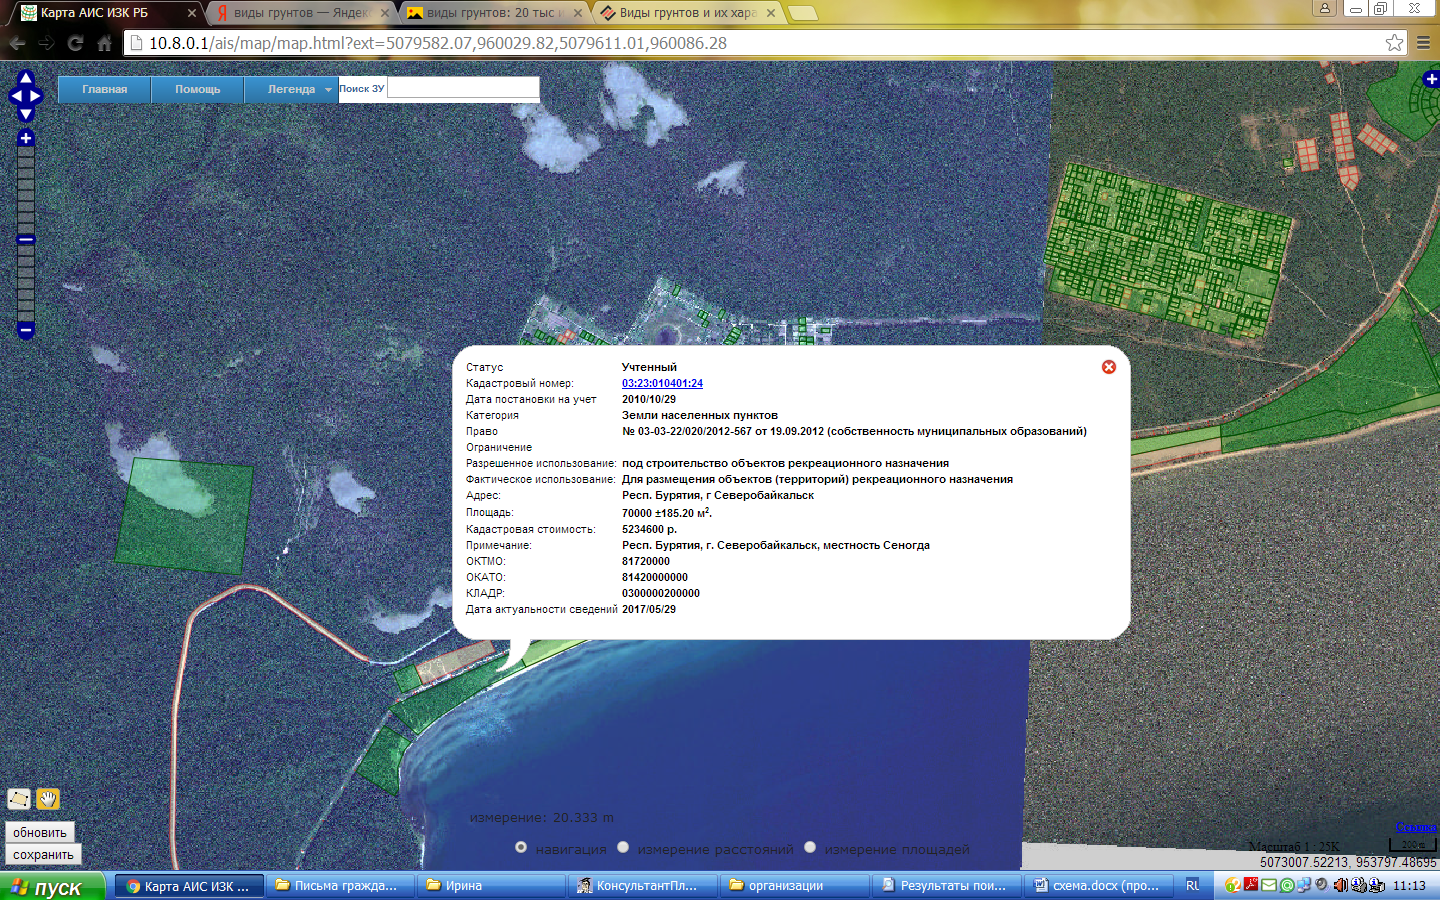 Карта АИС ИЗК РБ
виды грунтов — Яндекс
виды грунтов: 20 тыс и
Виды грунтов и их хара
10.8.0.1/ais/map/map.html?ext=5079582.07,960029.82,5079611.01,960086.28
Главная Помощь Легенда Поиск ЗУ
Статус Учтенный
Кадастровый номер: 03:23:010401:24
Дата постановки на учет 2010/10/29
Категория Земли населенных пунктов
Право № 03-03-22/020/2012-567 от 19.09.2012 (собственность муниципальных образований)
Ограничение
Разрешенное использование: под строительство объектов рекреационного назначения
Фактическое использование: Для размещения объектов (территорий) рекреационного назначения
Адрес: Респ. Бурятия, г Северобайкальск
Площадь: 70000 ±185.20 м².
Кадастровая стоимость: 5234600 р.
Примечание: Респ. Бурятия, г. Северобайкальск, местность Сеногда
ОКТМО: 81720000
ОКАТО: 81420000000
КЛАДР: 0300000200000
Дата актуальности сведений 2017/05/29
измерение: 20.333 m
навигация измерение расстояний измерение площадей
обновить
сохранить
Ссылка
Масштаб 1 : 25K 200 m
5073007.52213, 953797.48695
пуск
Карта АИС ИЗК ...
Письма гражда...
Ирина
КонсультантПл...
организации
Результаты пои...
схема.docx (про...
RU
11:13